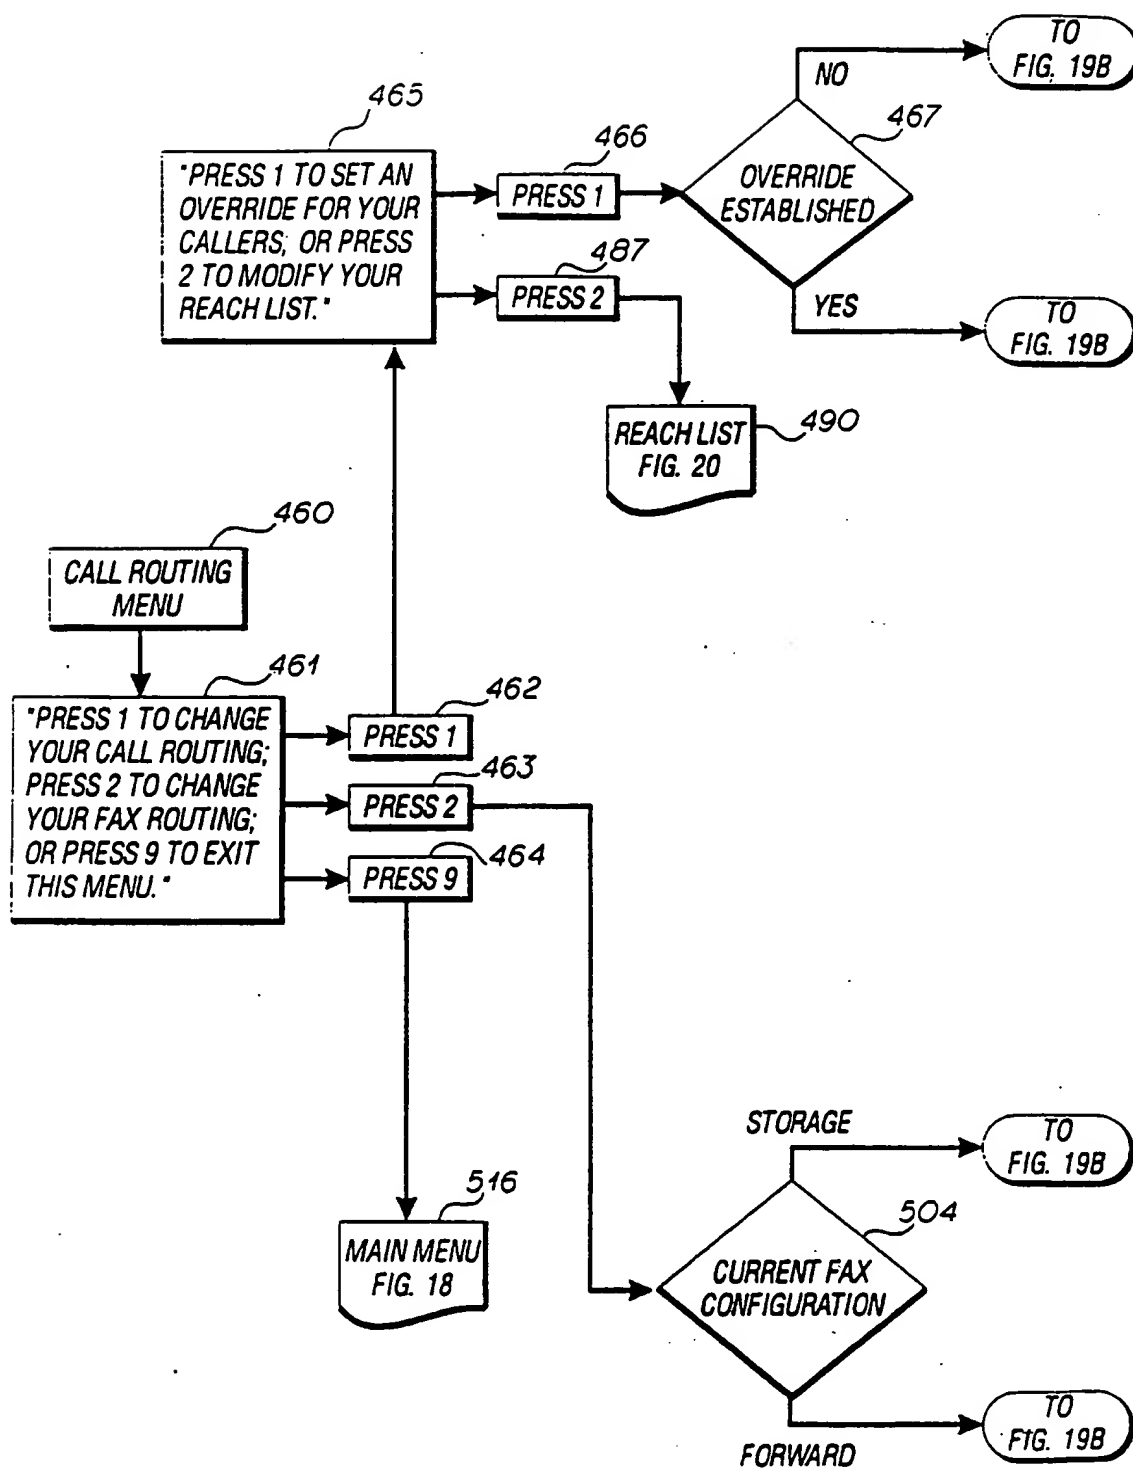 TO
FIG. 19B
NO
465
467
466
"PRESS 1 TO SET AN
OVERRIDE FOR YOUR
CALLERS; OR PRESS
2 TO MODIFY YOUR
REACH LIST."
PRESS 1
OVERRIDE
ESTABLISHED
487
PRESS 2
YES
TO
FIG. 19B
REACH LIST
FIG. 20
490
460
CALL ROUTING
MENU
461
"PRESS 1 TO CHANGE
YOUR CALL ROUTING;
PRESS 2 TO CHANGE
YOUR FAX ROUTING;
OR PRESS 9 TO EXIT
THIS MENU."
462
PRESS 1
463
PRESS 2
464
PRESS 9
STORAGE
TO
FIG. 19B
516
MAIN MENU
FIG. 18
504
CURRENT FAX
CONFIGURATION
TO
FIG. 19B
FORWARD